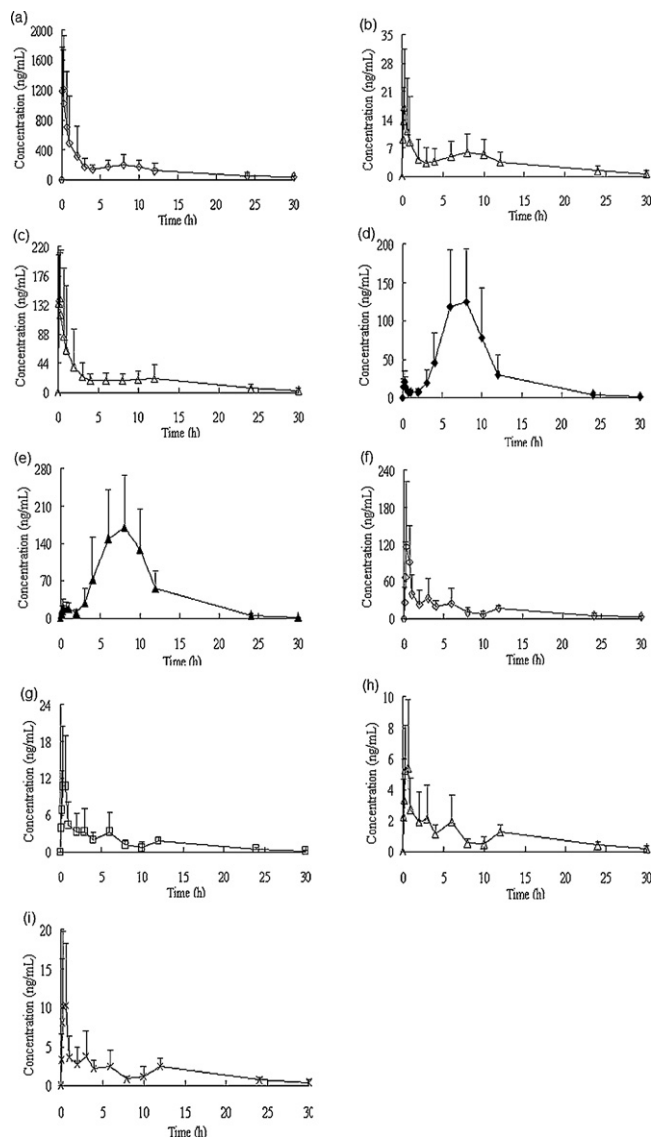 (a)
Concentration (ng/mL)
2000
1600
1200
800
400
0
0 5 10 15 20 25 30
Time (h)
(b)
Concentration (ng/mL)
35
28
21
14
7
0
0 5 10 15 20 25 30
Time (h)
(c)
Concentration (ng/mL)
220
176
132
88
44
0
0 5 10 15 20 25 30
Time (h)
(d)
Concentration (ng/mL)
200
150
100
50
0
0 5 10 15 20 25 30
Time (h)
(e)
Concentration (ng/mL)
280
210
140
70
0
0 5 10 15 20 25 30
Time (h)
(f)
Concentration (ng/mL)
240
180
120
60
0
0 5 10 15 20 25 30
Time (h)
(g)
Concentration (ng/mL)
24
18
12
6
0
0 5 10 15 20 25 30
Time (h)
(h)
Concentration (ng/mL)
10
8
6
4
2
0
0 5 10 15 20 25 30
Time (h)
(i)
Concentration (ng/mL)
20
15
10
5
0
0 5 10 15 20 25 30
Time (h)